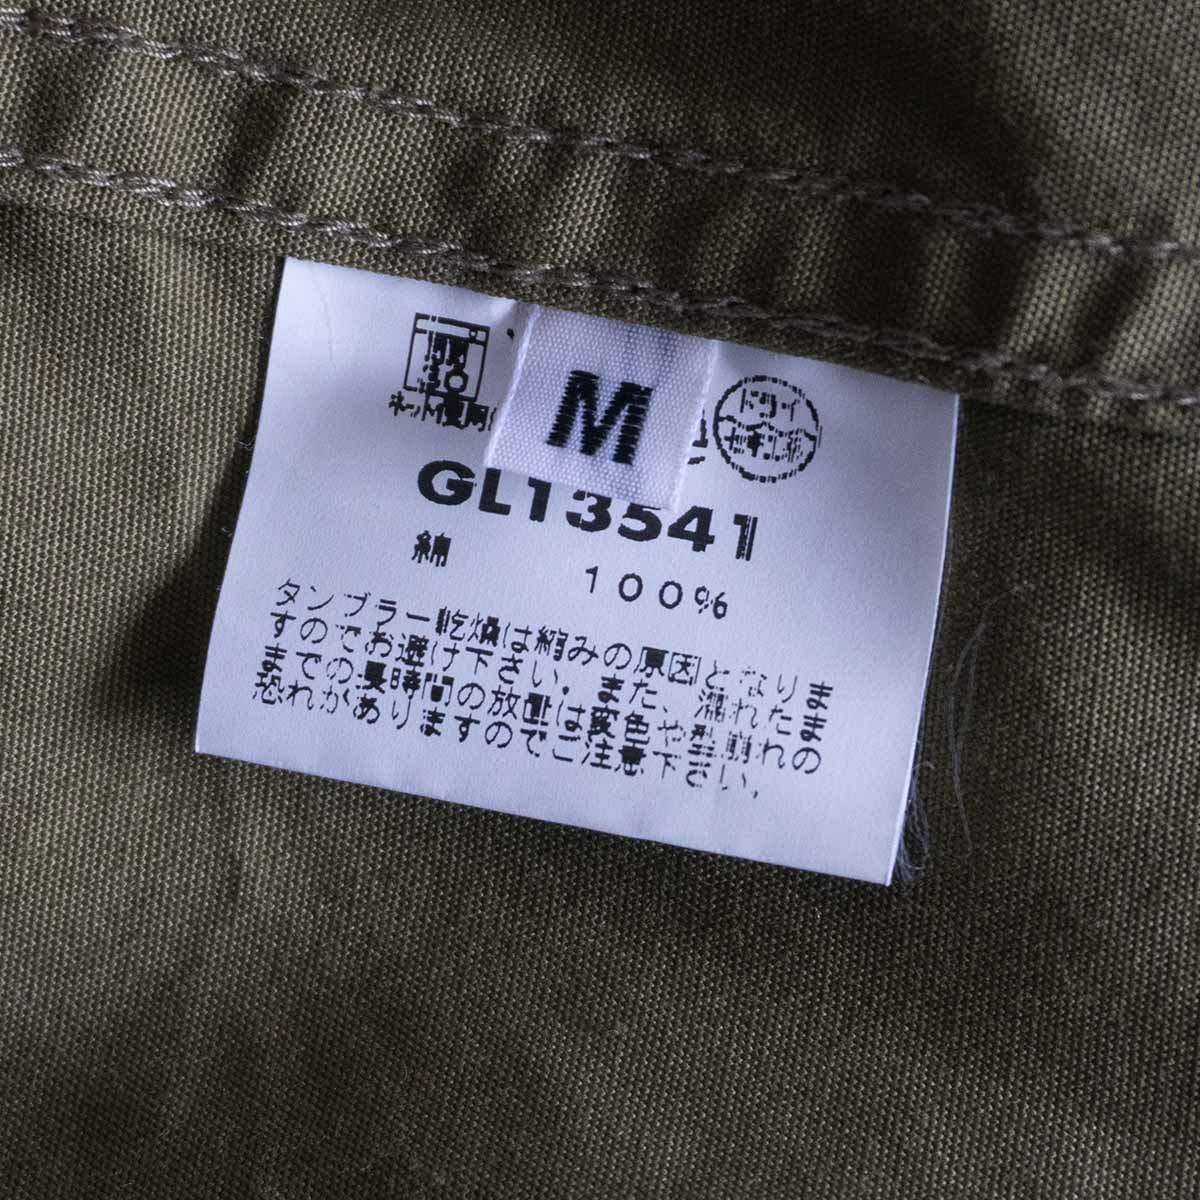 M
ドライ
GL13541
綿 100%
タンブラー乾燥は縮みの原因となりま
すのでお避け下さい.また、濡れたま
までの長時間の放置は変色や型崩れの
恐れがありますのでご注意下さい.